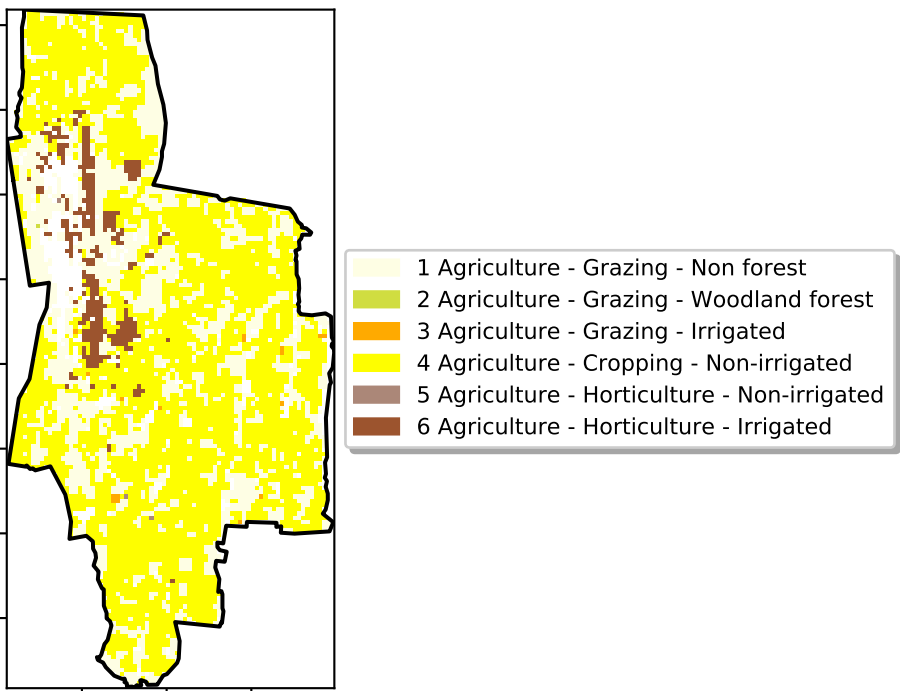 1 Agriculture - Grazing - Non forest
2 Agriculture - Grazing - Woodland forest
3 Agriculture - Grazing - Irrigated
4 Agriculture - Cropping - Non-irrigated
5 Agriculture - Horticulture - Non-irrigated
6 Agriculture - Horticulture - Irrigated